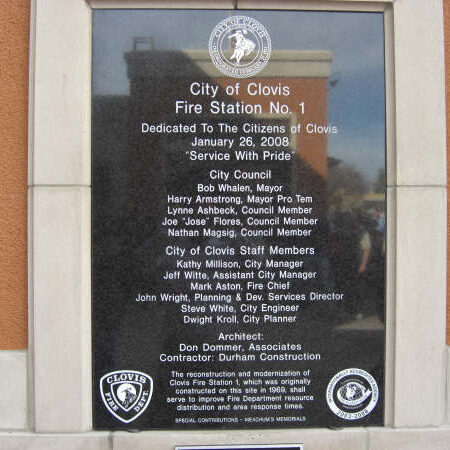 CITY OF CLOVIS
City of Clovis
Fire Station No. 1
Dedicated To The Citizens of Clovis
January 26, 2008
"Service With Pride"
City Council
Bob Whalen, Mayor
Harry Armstrong, Mayor Pro Tem
Lynne Ashbeck, Council Member
Joe "Jose" Flores, Council Member
Nathan Magsig, Council Member
City of Clovis Staff Members
Kathy Millison, City Manager
Jeff Witte, Assistant City Manager
Mark Aston, Fire Chief
John Wright, Planning & Dev. Services Director
Steve White, City Engineer
Dwight Kroll, City Planner
Architect:
Don Dommer, Associates
Contractor: Durham Construction
The reconstruction and modernization of
Clovis Fire Station 1, which was originally
constructed on this site in 1969, shall
serve to improve Fire Department resource
distribution and area response times.
CLOVIS
FIRE
DEPT.
2003-2008
SPECIAL CONTRIBUTIONS - MEACHUM'S MEMORIALS